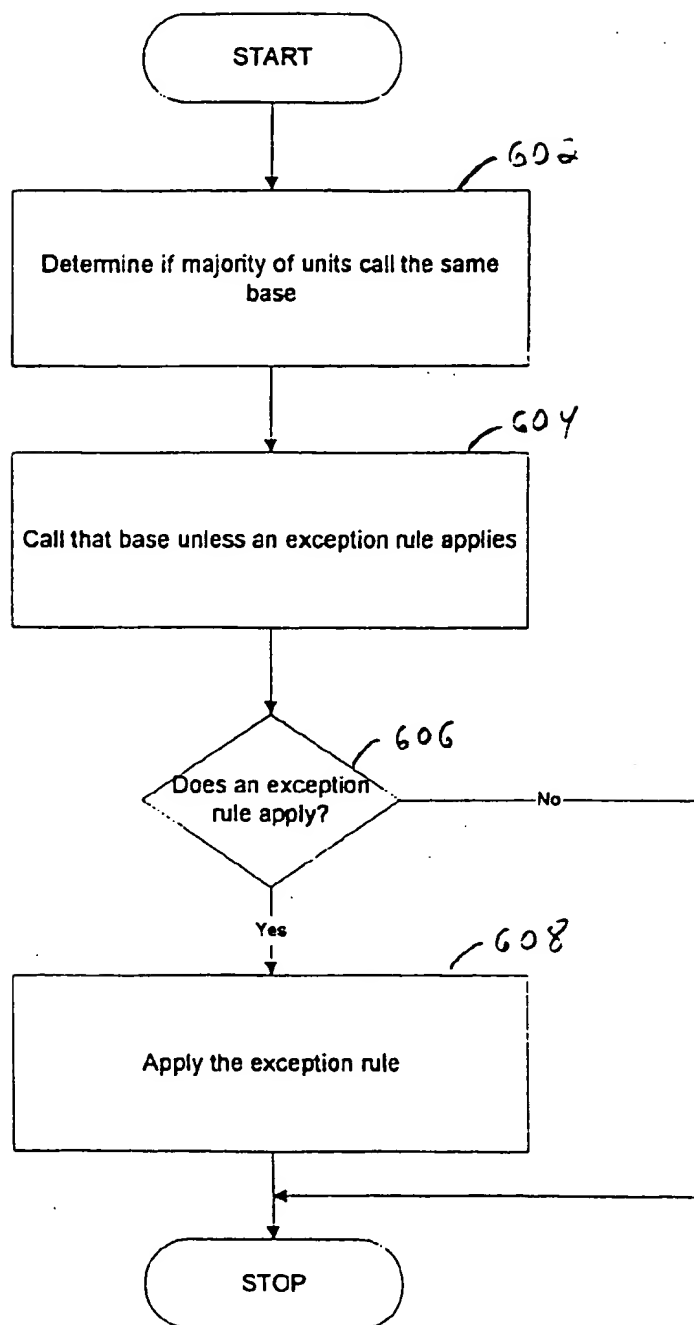 START
602
Determine if majority of units call the same
base
604
Call that base unless an exception rule applies
606
Does an exception
rule apply?
No
Yes
608
Apply the exception rule
STOP